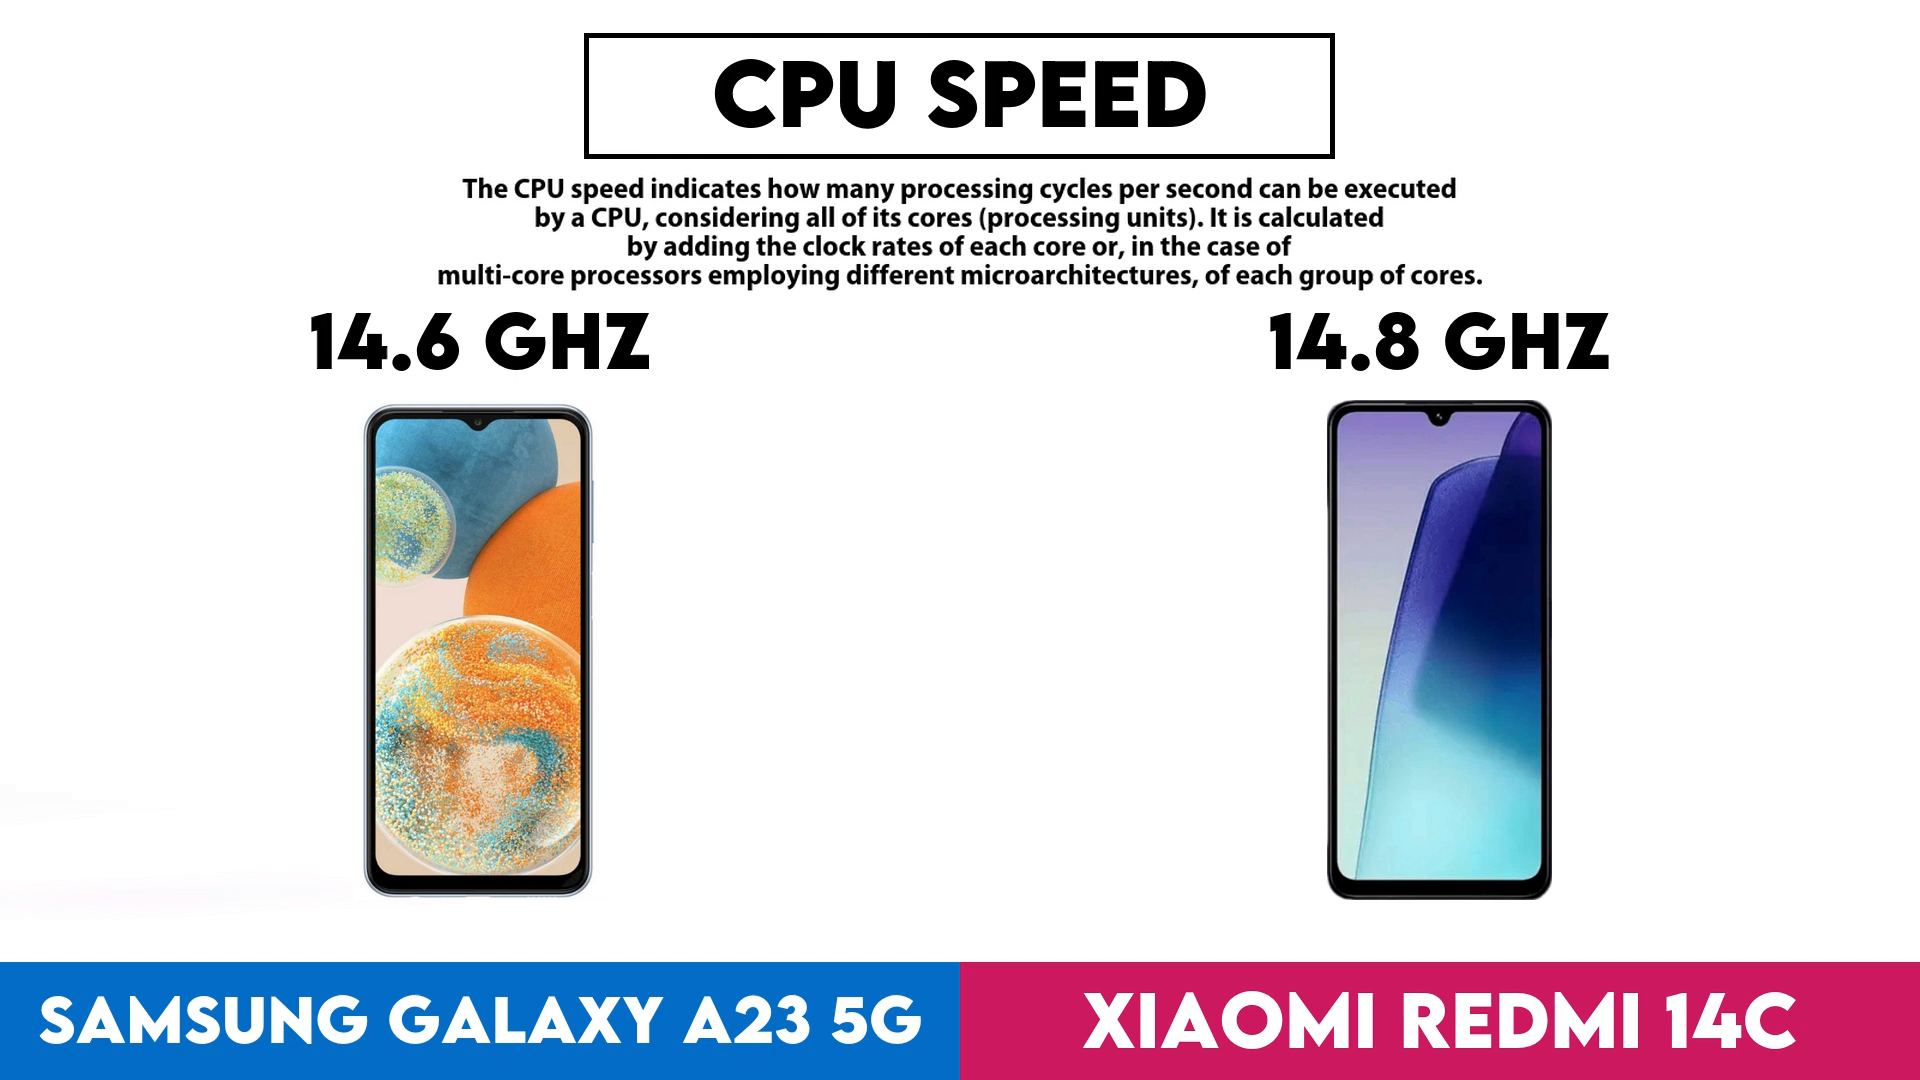 CPU SPEED
The CPU speed indicates how many processing cycles per second can be executed
by a CPU, considering all of its cores (processing units). It is calculated
by adding the clock rates of each core or, in the case of
multi-core processors employing different microarchitectures, of each group of cores.
14.6 GHZ
14.8 GHZ
SAMSUNG GALAXY A23 5G
XIAOMI REDMI 14C